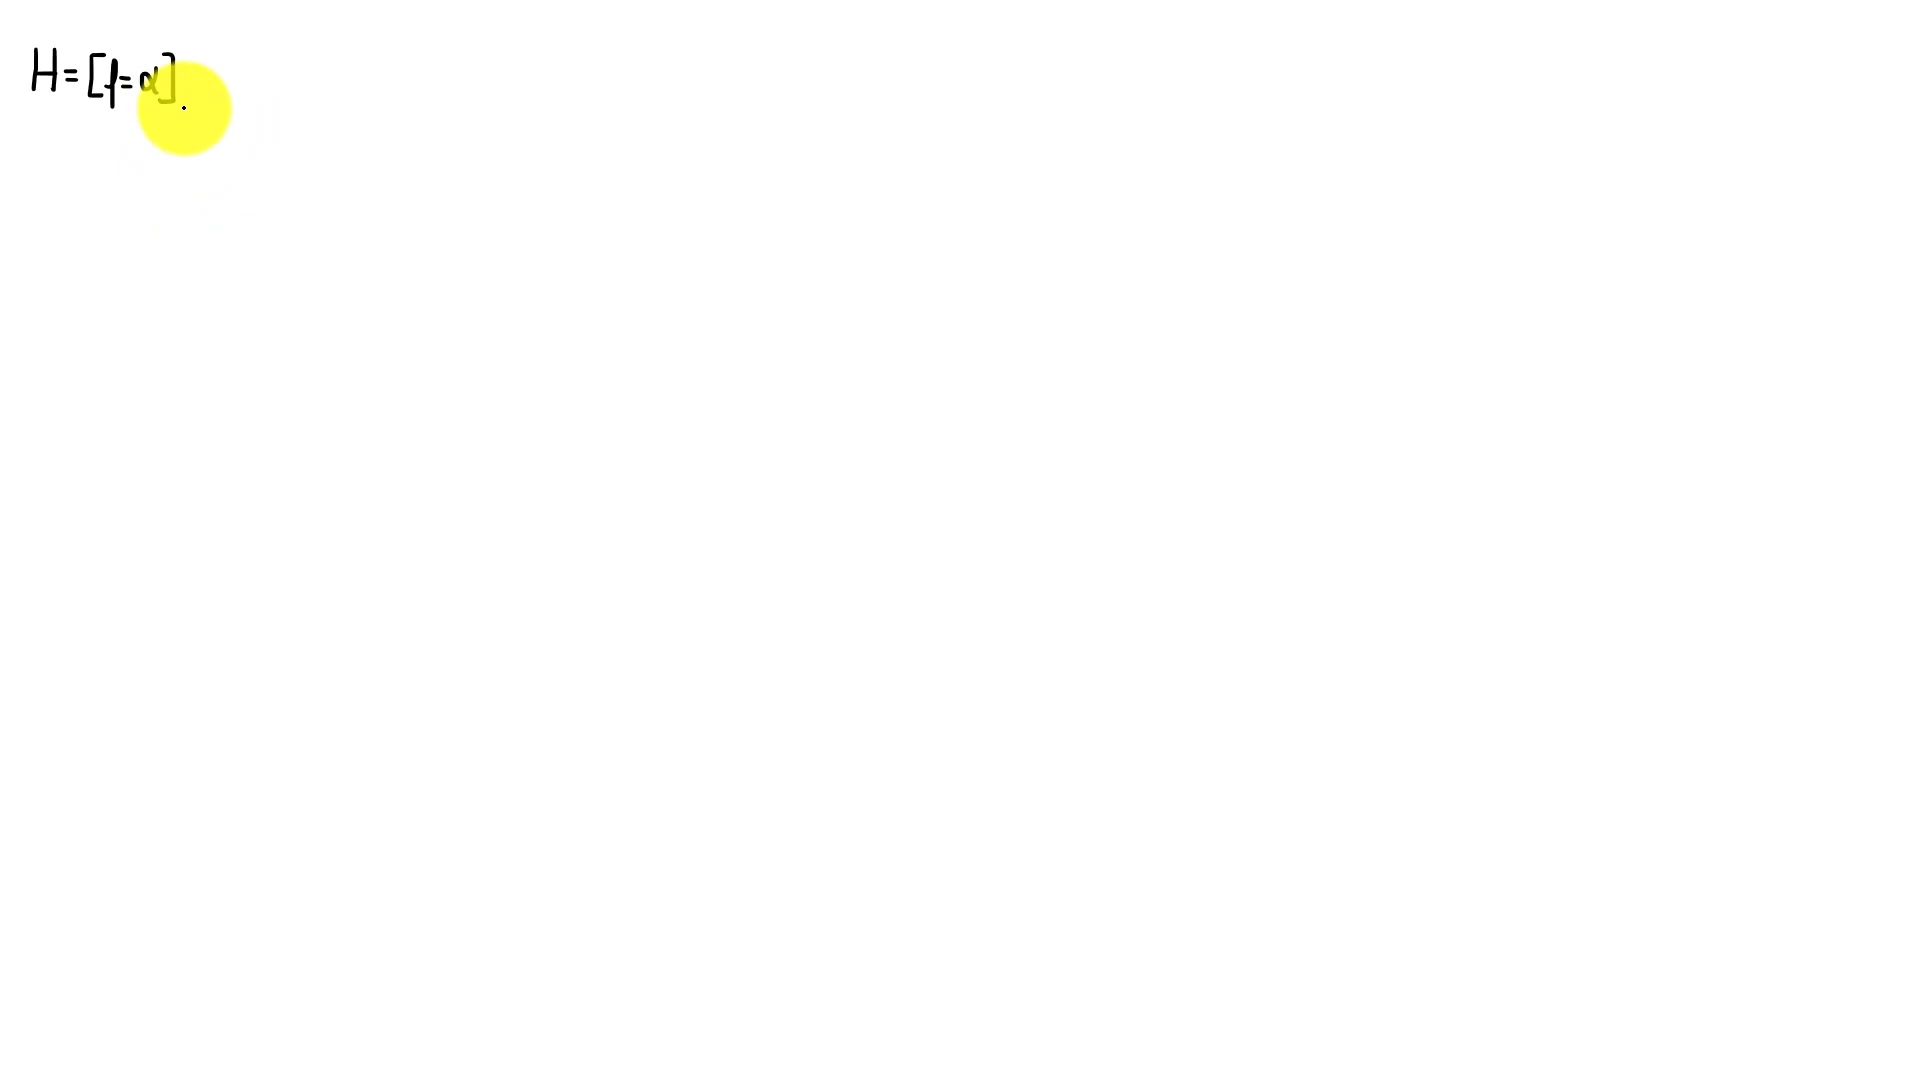 H = [f = α]